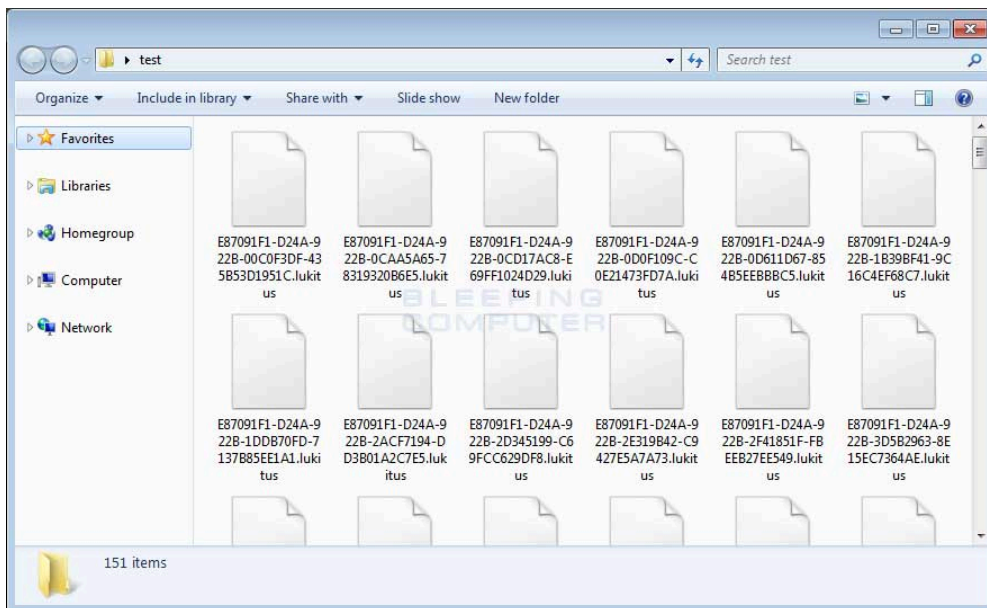 test
Search test
Organize
Include in library
Share with
Slide show
New folder
Favorites
Libraries
Homegroup
Computer
Network
E87091F1-D24A-9
22B-00C0F3DF-43
5B53D1951C.lukit
us
E87091F1-D24A-9
22B-0CAA5A65-7
8319320B6E5.lukit
us
E87091F1-D24A-9
22B-0CD17AC8-E
69FF1024D29.luki
tus
E87091F1-D24A-9
22B-0D0F109C-C
0E21473FD7A.luki
tus
E87091F1-D24A-9
22B-0D611D67-85
4B5EEBBBC5.lukit
us
E87091F1-D24A-9
22B-1B39BF41-9C
16C4EF68C7.lukit
us
BLEEPING
COMPUTER
E87091F1-D24A-9
22B-1DDB70FD-7
137B85EE1A1.luki
tus
E87091F1-D24A-9
22B-2ACF7194-D
D3B01A2C7E5.luk
itus
E87091F1-D24A-9
22B-2D345199-C6
9FCC629DF8.lukit
us
E87091F1-D24A-9
22B-2E319B42-C9
427E5A7A73.lukit
us
E87091F1-D24A-9
22B-2F41851F-FB
EEB27EE549.lukit
us
E87091F1-D24A-9
22B-3D5B2963-8E
15EC7364AE.lukit
us
151 items